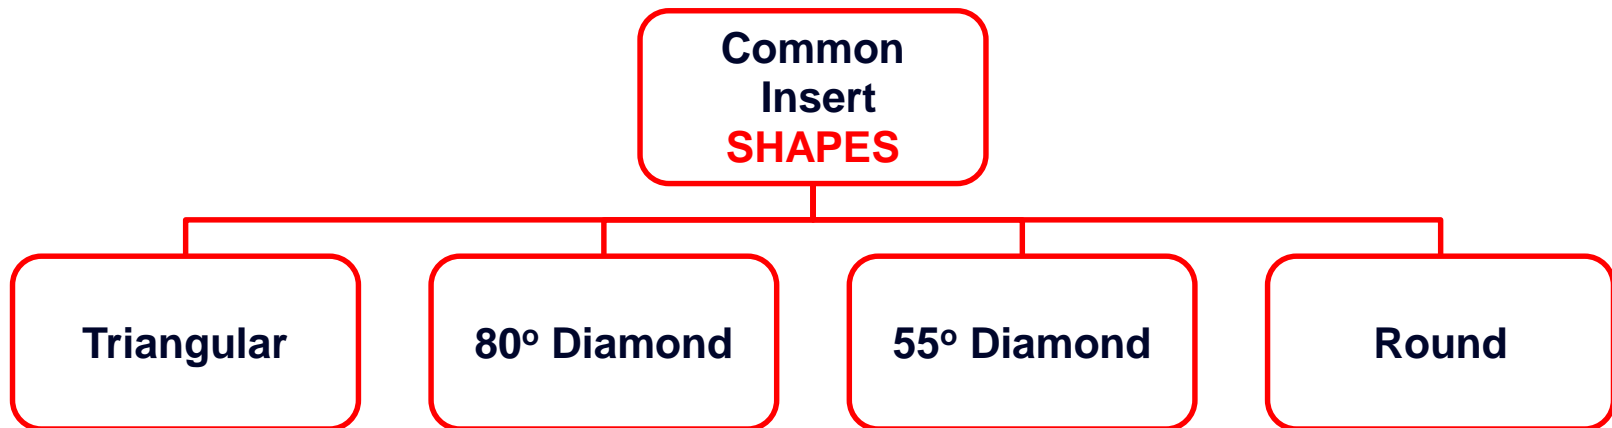 Common
Insert
SHAPES
Triangular
80º Diamond
55º Diamond
Round